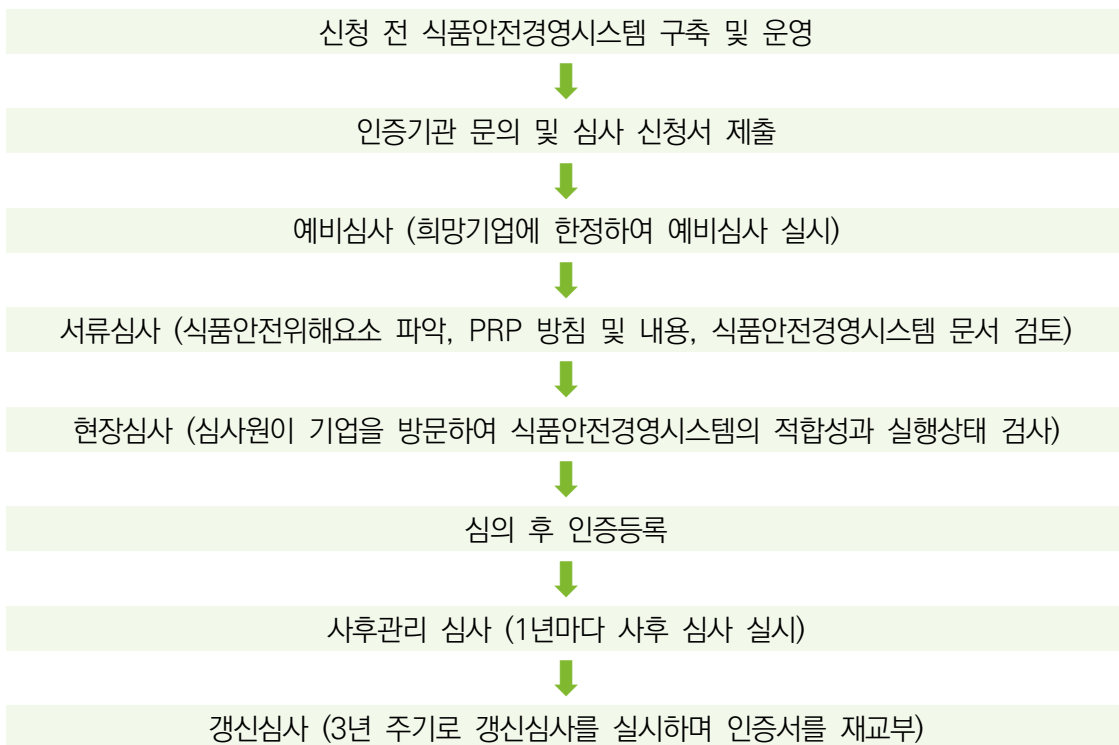 신청 전 식품안전경영시스템 구축 및 운영
인증기관 문의 및 심사 신청서 제출
예비심사 (희망기업에 한정하여 예비심사 실시)
서류심사 (식품안전위해요소 파악, PRP 방침 및 내용, 식품안전경영시스템 문서 검토)
현장심사 (심사원이 기업을 방문하여 식품안전경영시스템의 적합성과 실행상태 검사)
심의 후 인증등록
사후관리 심사 (1년마다 사후 심사 실시)
갱신심사 (3년 주기로 갱신심사를 실시하며 인증서를 재교부)